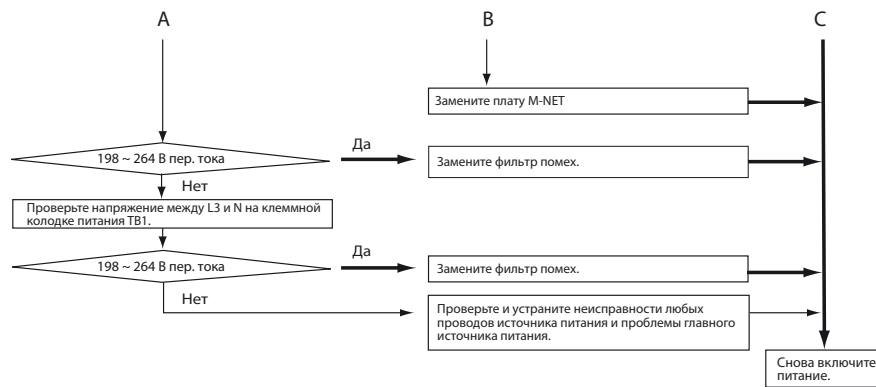 A
B
C
Замените плату M-NET
Да
198 ~ 264 В пер. тока
Замените фильтр помех.
Нет
Проверьте напряжение между L3 и N на клеммной
колодке питания TB1.
Да
198 ~ 264 В пер. тока
Замените фильтр помех.
Нет
Проверьте и устраните неисправности любых
проводов источника питания и проблемы главного
источника питания.
Снова включите
питание.